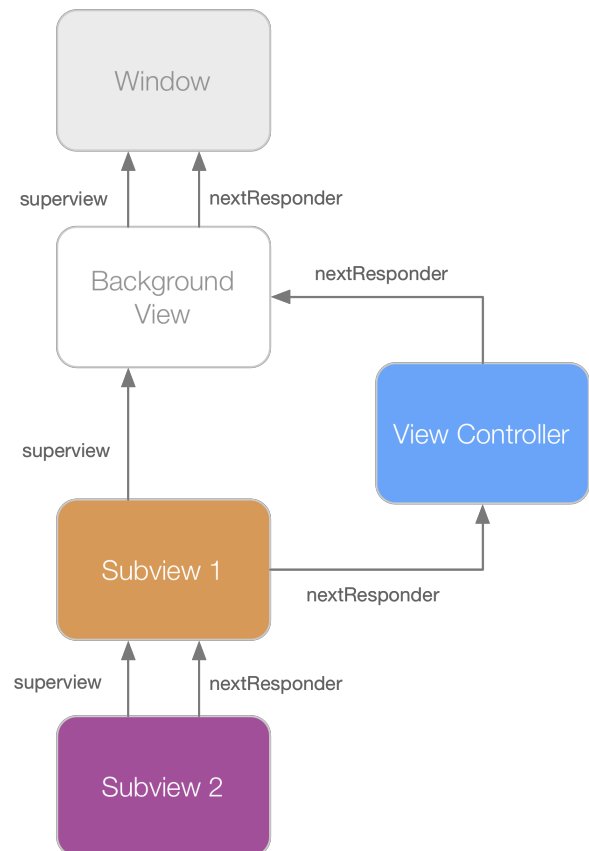 Window
superview
nextResponder
Background
View
nextResponder
View Controller
superview
Subview 1
nextResponder
superview
nextResponder
Subview 2